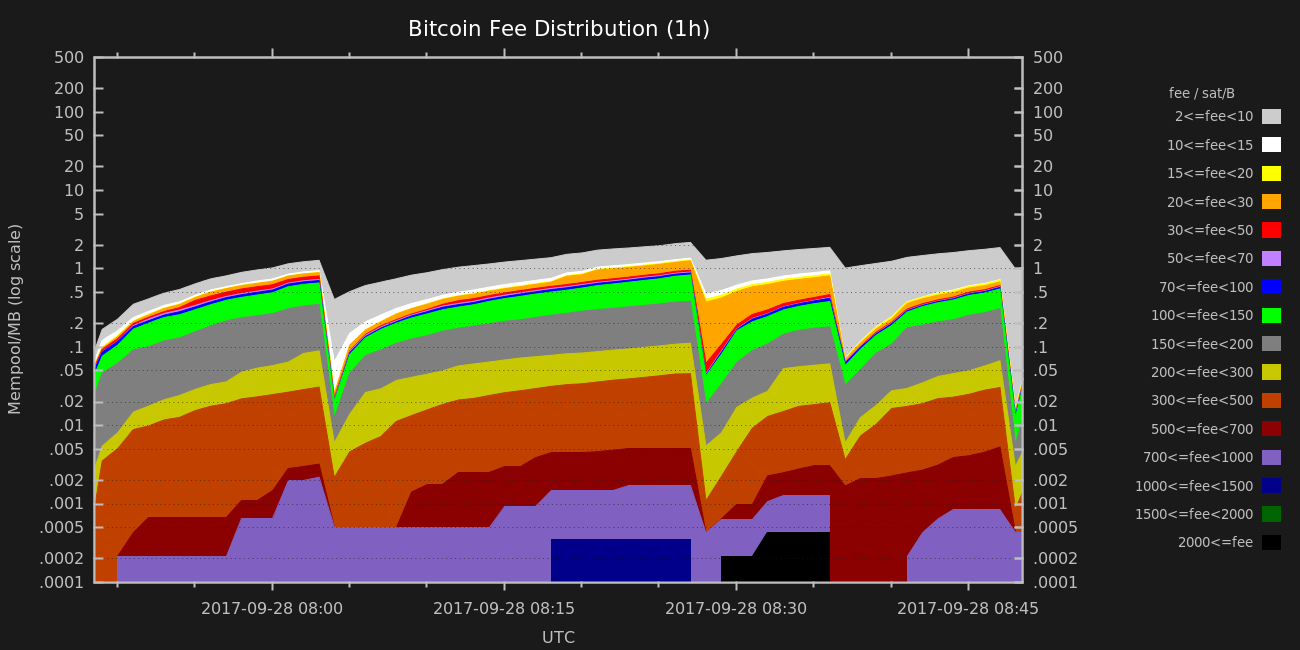 Bitcoin Fee Distribution (1h)
Mempool/MB (log scale)
500
200
100
50
20
10
5
2
1
.5
.2
.1
.05
.02
.01
.005
.002
.001
.0005
.0002
.0001
500
200
100
50
20
10
5
2
1
.5
.2
.1
.05
.02
.01
.005
.002
.001
.0005
.0002
.0001
2017-09-28 08:00
2017-09-28 08:15
2017-09-28 08:30
2017-09-28 08:45
UTC
fee / sat/B
2<=fee<10
10<=fee<15
15<=fee<20
20<=fee<30
30<=fee<50
50<=fee<70
70<=fee<100
100<=fee<150
150<=fee<200
200<=fee<300
300<=fee<500
500<=fee<700
700<=fee<1000
1000<=fee<1500
1500<=fee<2000
2000<=fee